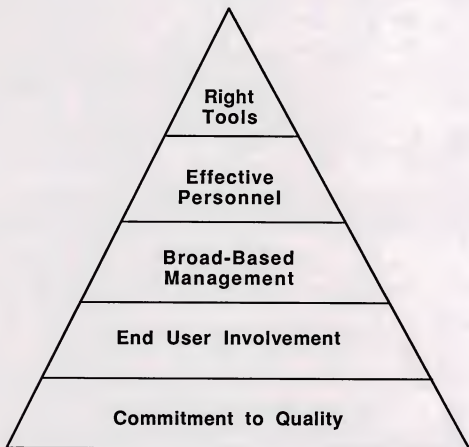 Right
Tools
Effective
Personnel
Broad-Based
Management
End User Involvement
Commitment to Quality